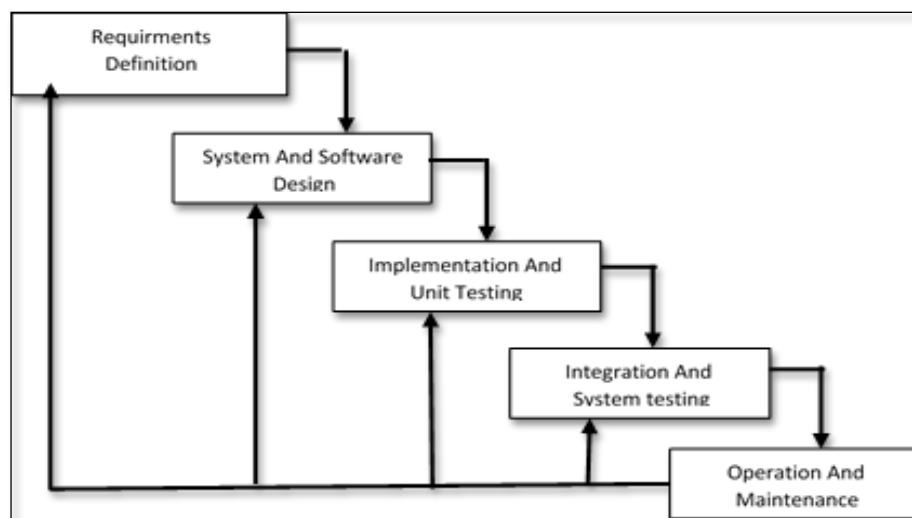 Requirments
Definition
System And Software
Design
Implementation And
Unit Testing
Integration And
System testing
Operation And
Maintenance